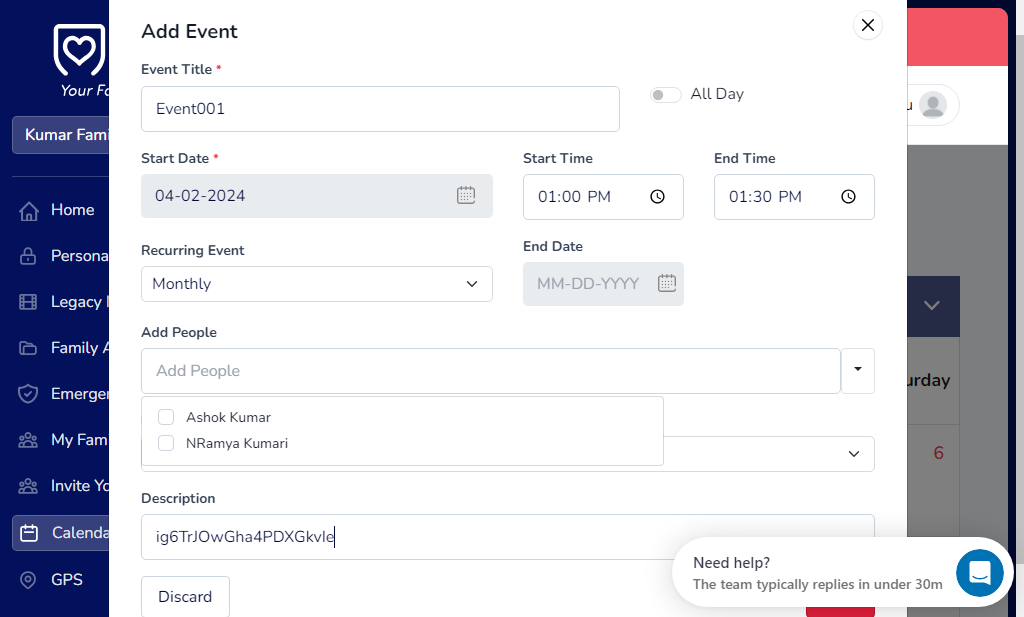 Add Event
Event Title *
Event001
All Day
Start Date *
Start Time
End Time
04-02-2024
01:00 PM
01:30 PM
Recurring Event
End Date
Monthly
MM-DD-YYYY
Add People
Add People
Ashok Kumar
NRamya Kumari
Description
ig6TrJOwGha4PDXGkvIe
Discard
Need help?
The team typically replies in under 30m
Your Fo
Kumar Fami
Home
Persona
Legacy
Family A
Emerger
My Fam
Invite Yo
Calenda
GPS
u
urday
6